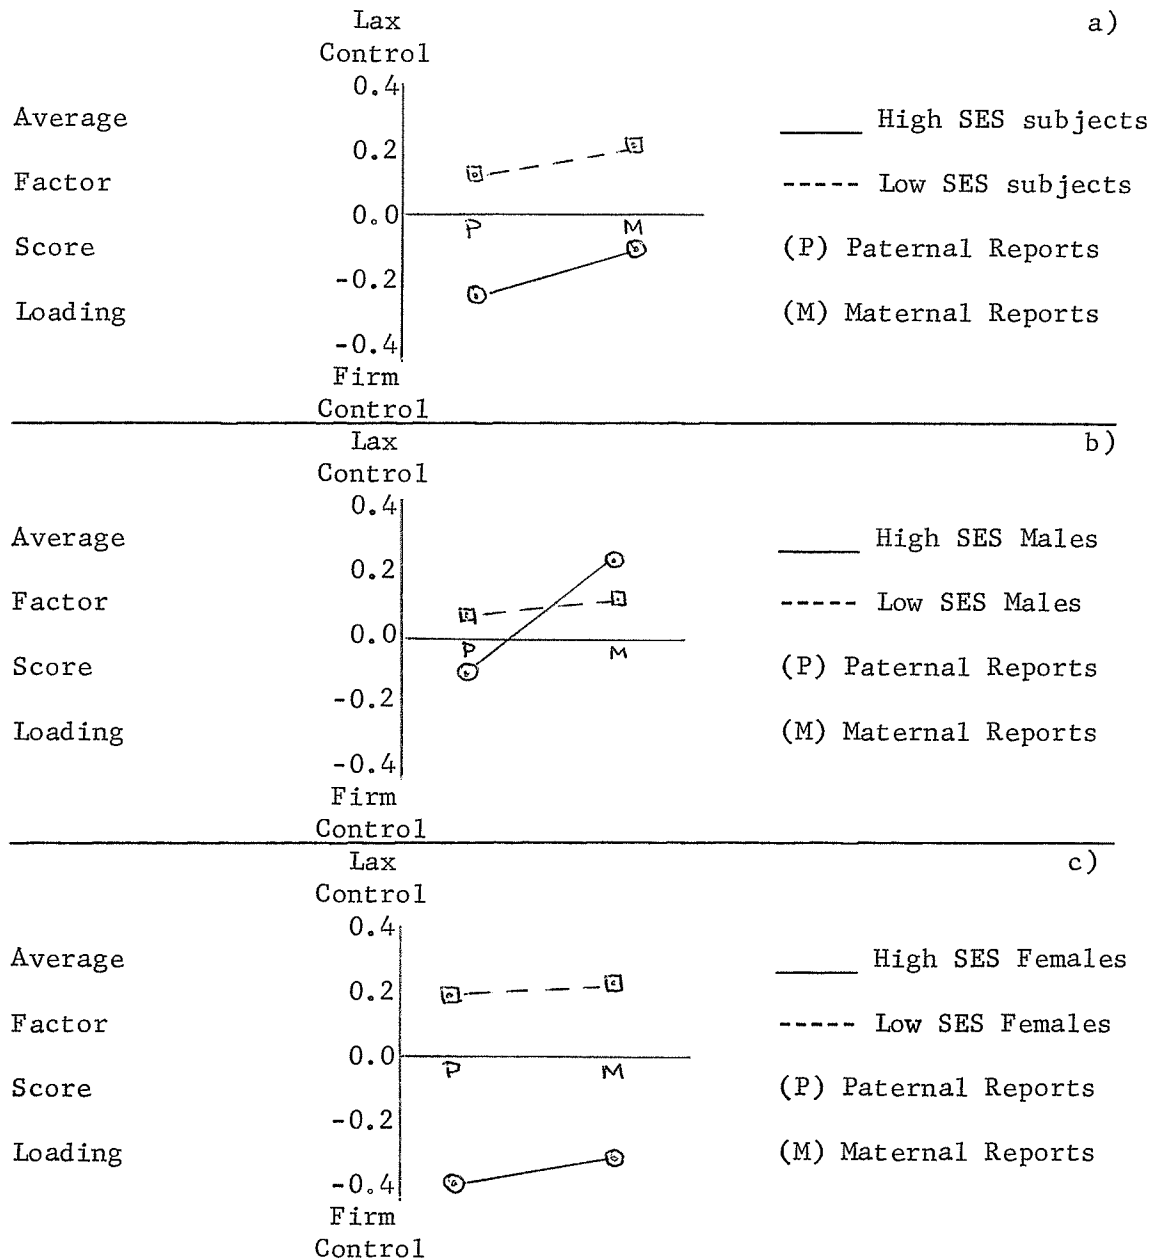 a)
Lax
Control
0.4
Average
High SES subjects
0.2
Factor
Low SES subjects
0.0
P
M
Score
(P) Paternal Reports
-0.2
Loading
(M) Maternal Reports
-0.4
Firm
Control
b)
Lax
Control
0.4
Average
High SES Males
0.2
Factor
Low SES Males
0.0
P
M
Score
(P) Paternal Reports
-0.2
Loading
(M) Maternal Reports
-0.4
Firm
Control
c)
Lax
Control
0.4
Average
High SES Females
0.2
Factor
Low SES Females
0.0
P
M
Score
(P) Paternal Reports
-0.2
Loading
(M) Maternal Reports
-0.4
Firm
Control